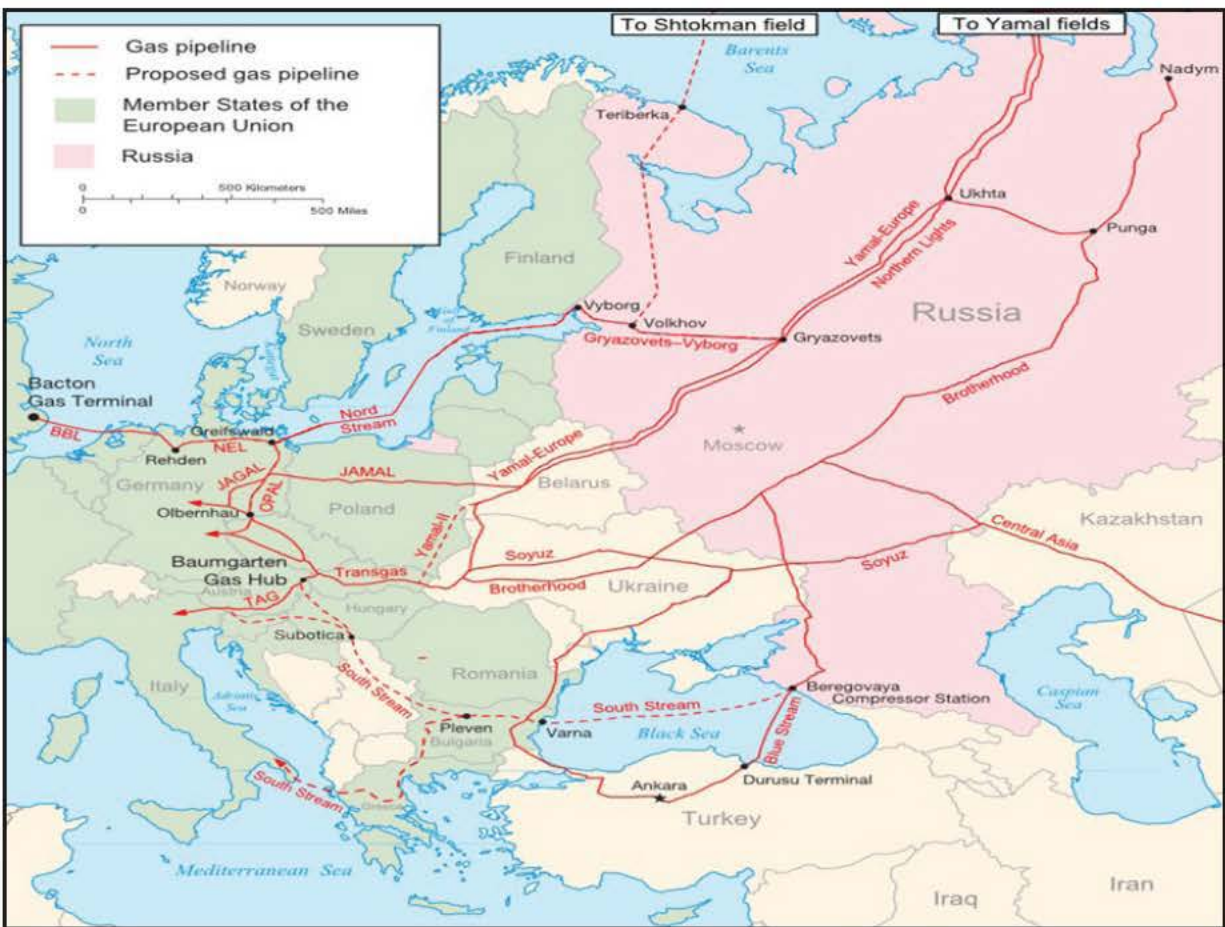 Gas pipeline
Proposed gas pipeline
Member States of the
European Union
Russia
0
500 Kilometers
0
500 Miles
To Shtokman field
To Yamal fields
Barents
Sea
Nadym
Teriberka
Ukhta
Punga
Yamal-Europe
Northern Lights
Finland
Norway
Sweden
Russia
Vyborg
Gulf
of
Finland
Volkhov
Gryazovets
Gryazovets-Vyborg
North
Sea
Bacton
Gas Terminal
BBL
Greifswald
NEL
Rehden
Nord
Stream
Brotherhood
Moscow
Yamal-Europe
JAMAL
JAGAL
OPAL
Germany
Belarus
Olbernhau
Poland
Yamal-II
Kazakhstan
Central Asia
Soyuz
Soyuz
Baumgarten
Gas Hub
Transgas
Brotherhood
Ukraine
Austria
TAG
Hungary
Subotica
Romania
Italy
Adriatic
Sea
South Stream
Pleven
Bulgaria
Varna
South Stream
Black Sea
Beregovaya
Compressor Station
Blue Stream
Caspian
Sea
South Stream
Greece
Ankara
Durusu Terminal
Turkey
Mediterranean Sea
Iraq
Iran